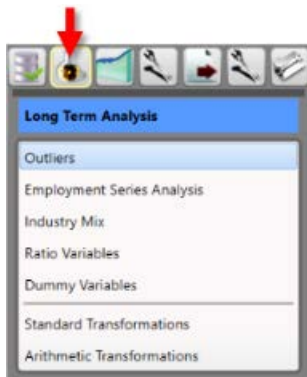 Long Term Analysis
Outliers
Employment Series Analysis
Industry Mix
Ratio Variables
Dummy Variables
Standard Transformations
Arithmetic Transformations